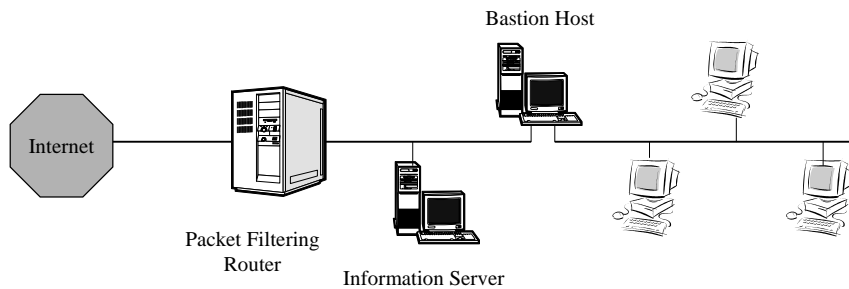 Bastion Host
Internet
Packet Filtering
Router
Information Server